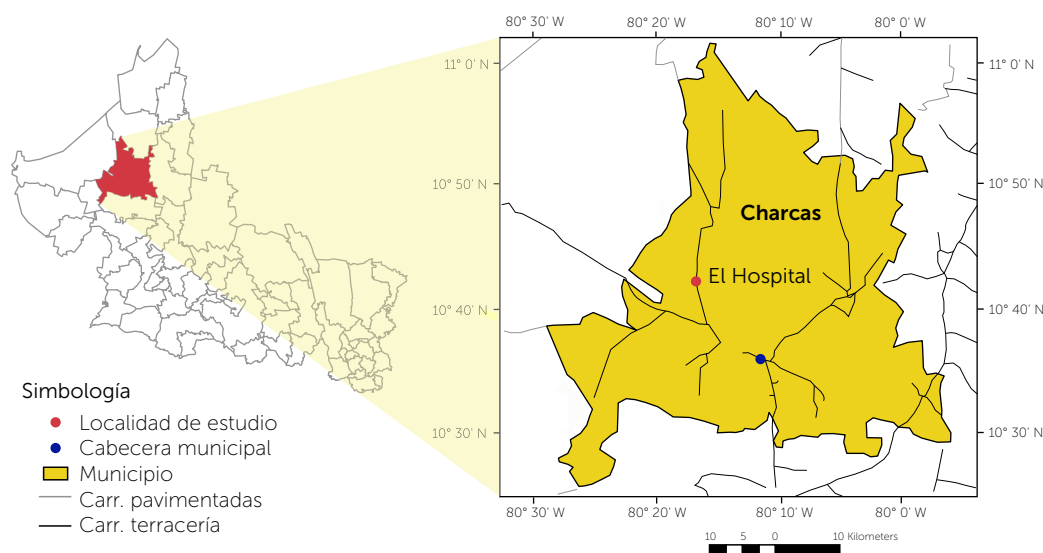 80° 30' W 80° 20' W 80° 10' W 80° 0' W
11° 0' N 11° 0' N
10° 50' N 10° 50' N
Charcas
El Hospital
10° 40' N 10° 40' N
10° 30' N 10° 30' N
80° 30' W 80° 20' W 80° 10' W 80° 0' W
10 5 0 10 Kilometers
Simbología
Localidad de estudio
Cabecera municipal
Municipio
Carr. pavimentadas
Carr. terracería